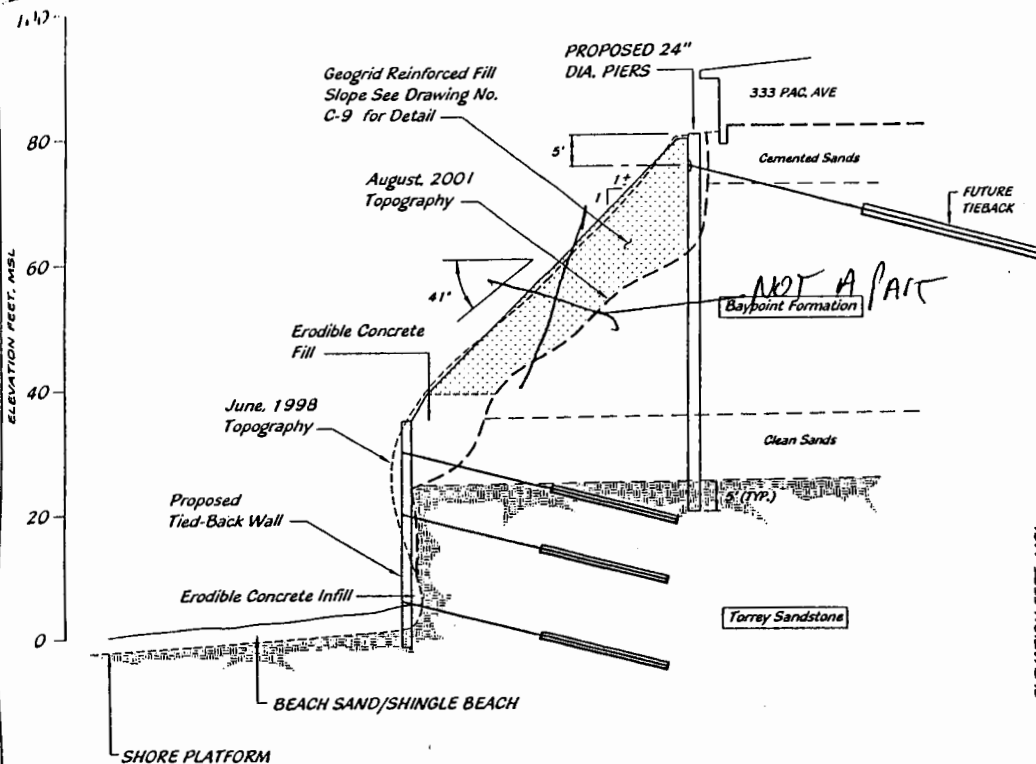 100
PROPOSED 24"
DIA. PIERS
Geogrid Reinforced Fill
Slope See Drawing No.
C-9 for Detail
333 PAC. AVE
80
5'
Cemented Sands
August, 2001
Topography
1
1±
FUTURE
TIEBACK
60
41°
NOT A PART
Baypoint Formation
Erodible Concrete
Fill
ELEVATION FEET, MSL
40
June, 1998
Topography
Clean Sands
Proposed
Tied-Back Wall
5' (TYP.)
20
Erodible Concrete Infill
Torrey Sandstone
0
BEACH SAND/SHINGLE BEACH
SHORE PLATFORM